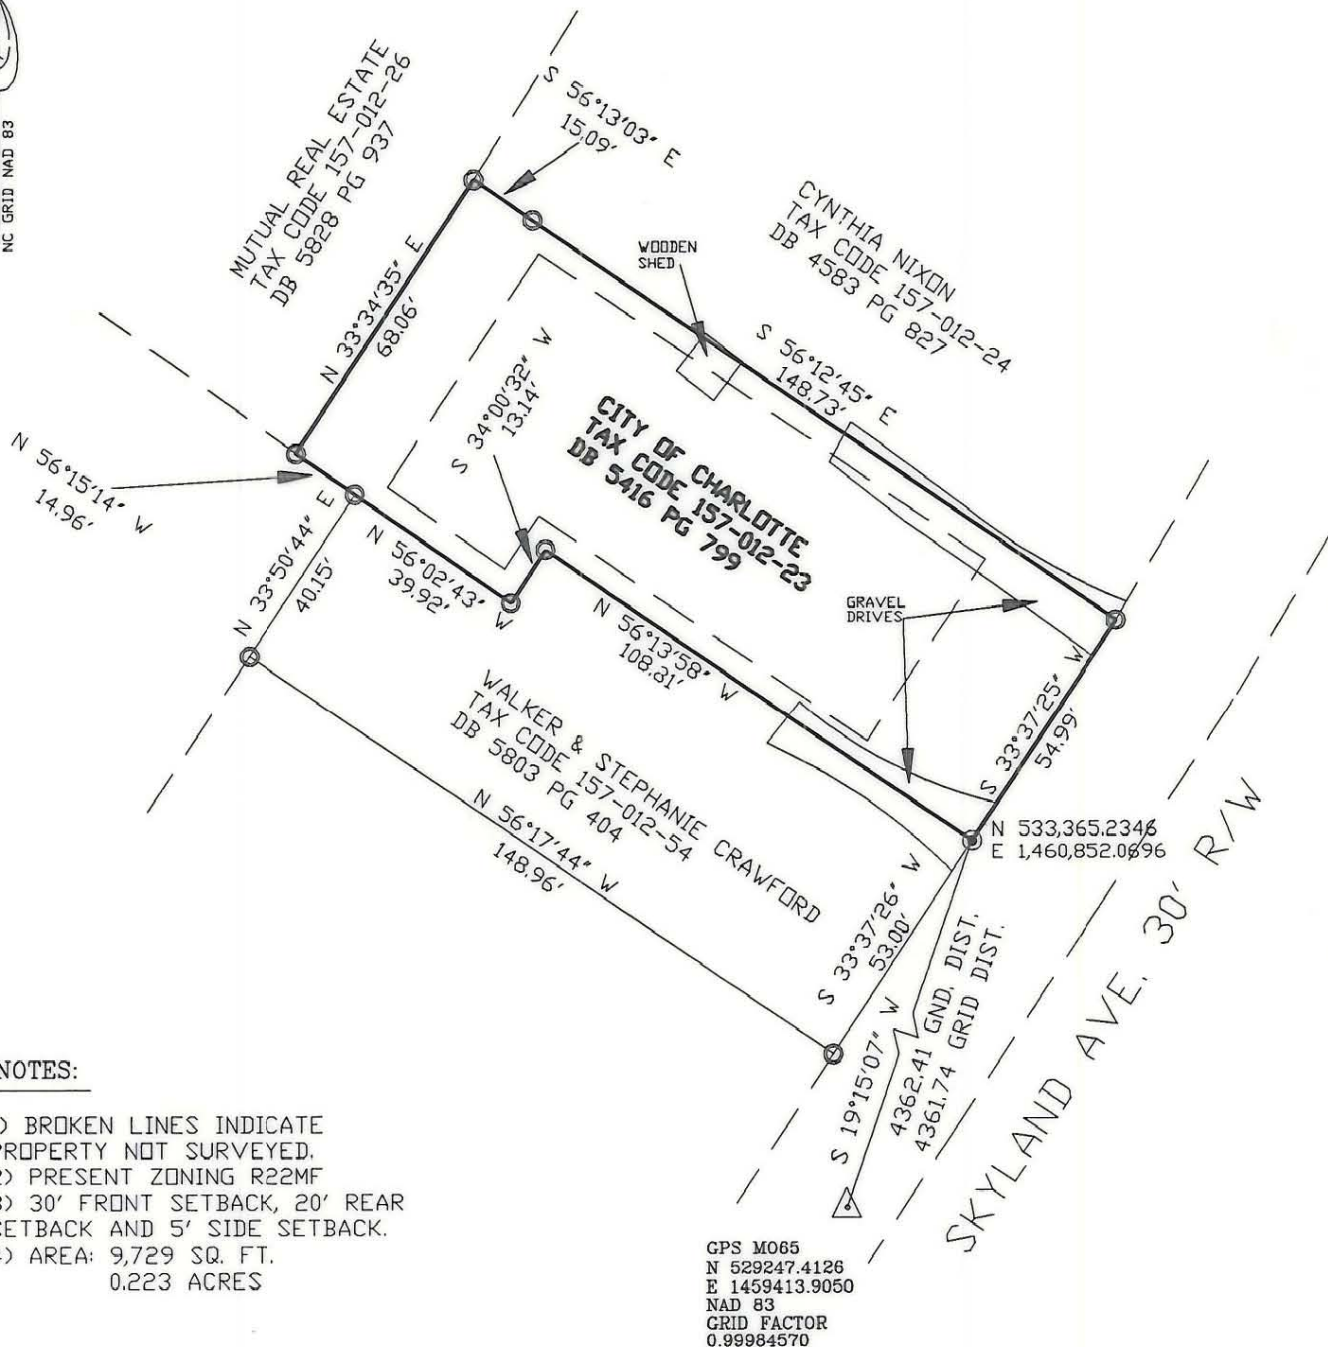 NC GRID NAD 83
MUTUAL REAL ESTATE
TAX CODE 157-012-26
DB 5828 PG 937
S 56°13'03" E
15.09'
CYNTHIA NIXON
TAX CODE 157-012-24
DB 4583 PG 827
WOODEN
SHED
N 33°34'35" E
68.06'
S 34°00'32" W
13.14'
S 56°12'45" E
148.73'
CITY OF CHARLOTTE
TAX CODE 157-012-23
DB 5416 PG 799
N 56°15'14" W
14.96'
N 33°50'44" E
40.15'
N 56°02'43" W
39.92'
N 56°13'58" W
108.81'
GRAVEL
DRIVES
S 33°37'25" W
54.99'
WALKER & STEPHANIE CRAWFORD
TAX CODE 157-012-54
DB 5803 PG 404
N 56°17'44" W
148.96'
N 533,365.2346
E 1,460,852.0696
S 33°37'26" W
53.00'
S 19°15'07" W
4362.41 GND. DIST.
4361.74 GRID DIST.
SKYLAND AVE. 30' R/W
NOTES:
) BROKEN LINES INDICATE
PROPERTY NOT SURVEYED.
2) PRESENT ZONING R22MF
3) 30' FRONT SETBACK, 20' REAR
SETBACK AND 5' SIDE SETBACK.
) AREA: 9,729 SQ. FT.
0.223 ACRES
GPS M065
N 529247.4126
E 1459413.9050
NAD 83
GRID FACTOR
0.99984570